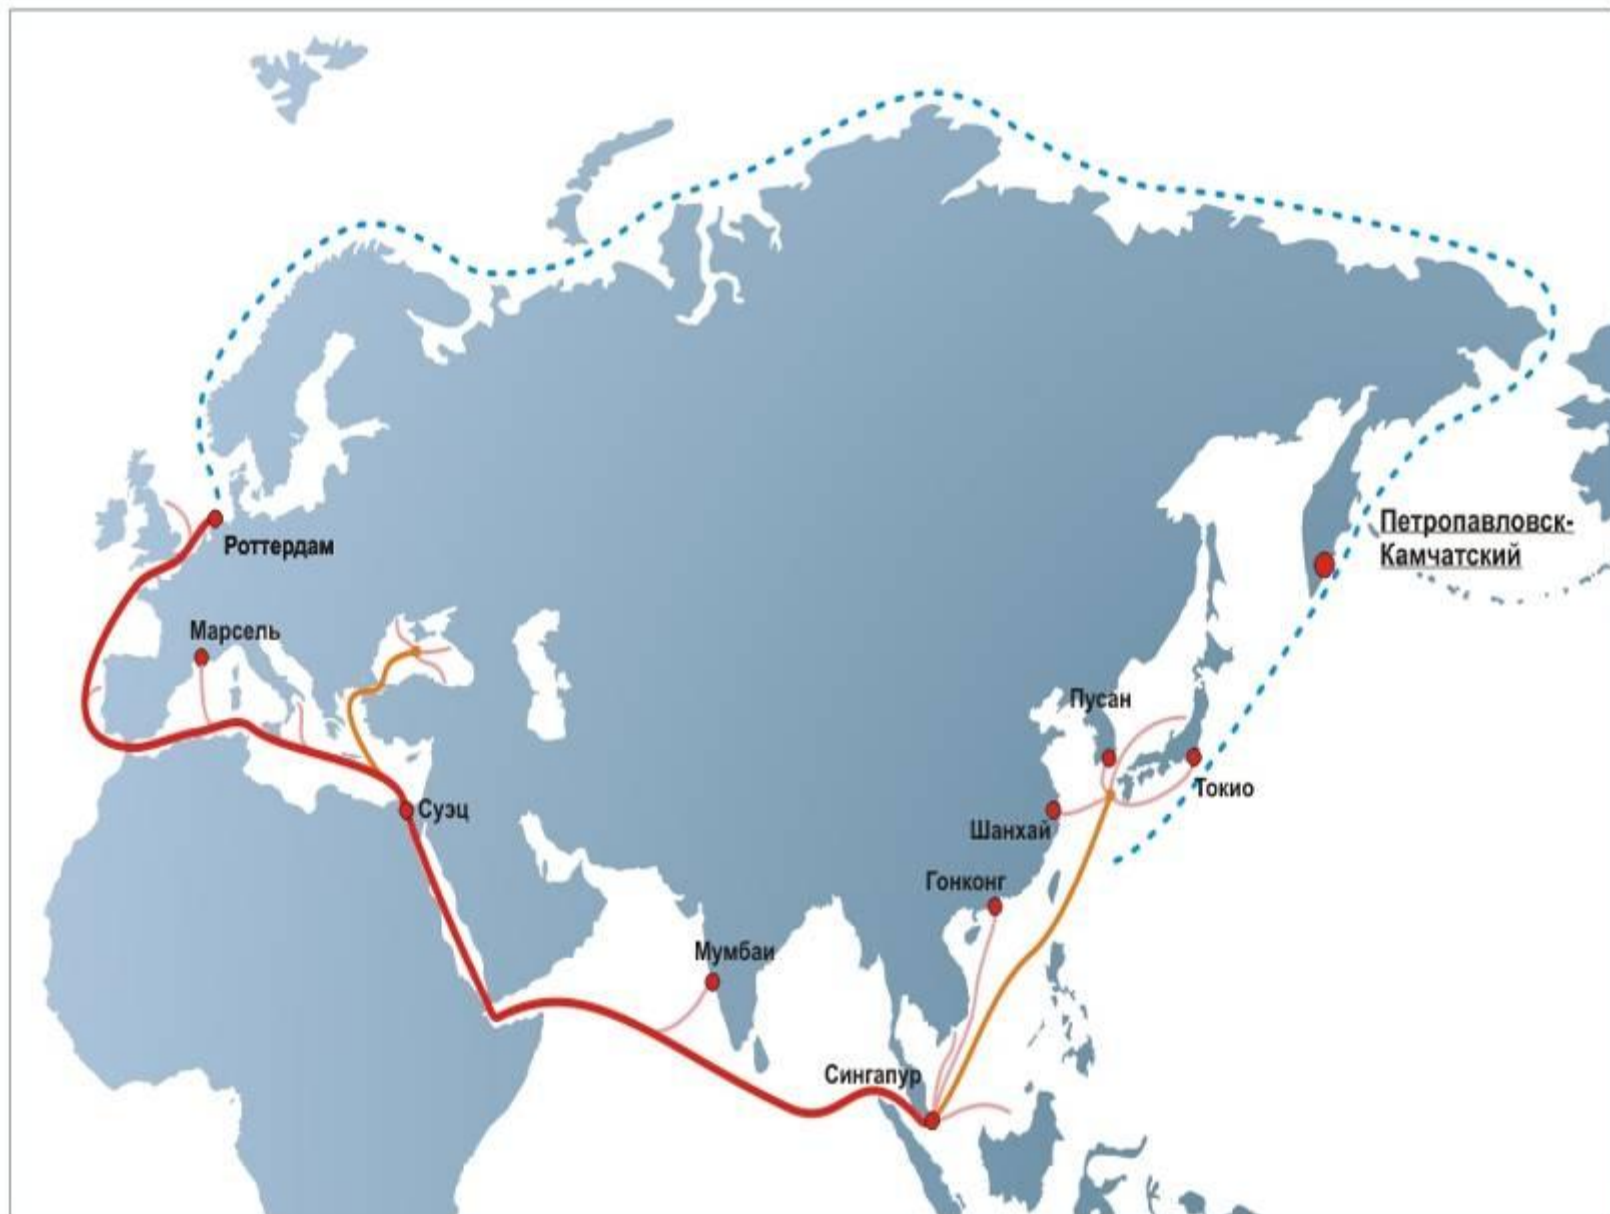 Петропавловск-
Камчатский
Роттердам
Марсель
Пусан
Токио
Суэц
Шанхай
Гонконг
Мумбаи
Сингапур